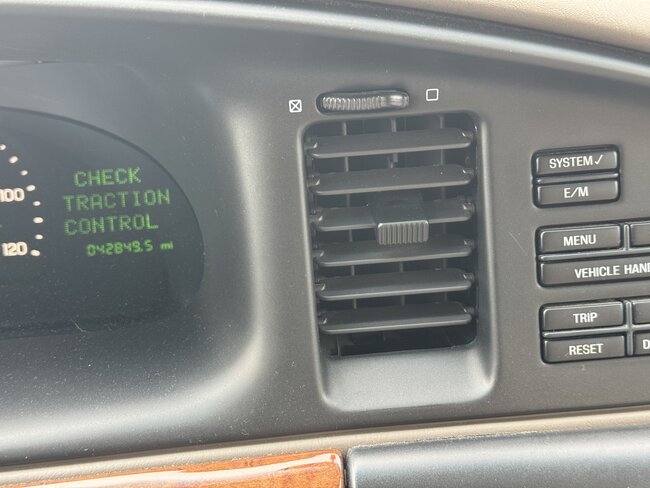 100
120
CHECK
TRACTION
CONTROL
042849.5 mi
SYSTEM✓
E/M
MENU
VEHICLE HAN
TRIP
RESET
D